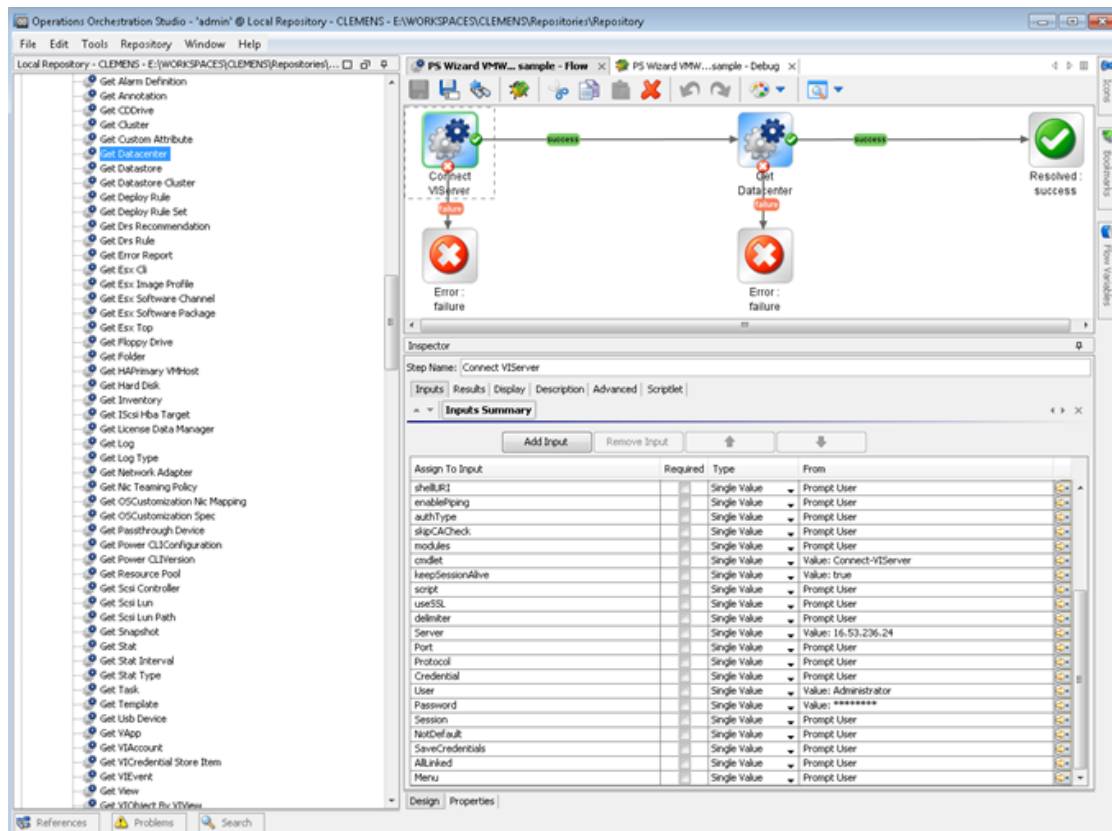 Operations Orchestration Studio - 'admin' @ Local Repository - CLEMENS - E:\WORKSPACES\CLEMENS\Repositories\Repository
File Edit Tools Repository Window Help
Local Repository - CLEMENS - E:\WORKSPACES\CLEMENS\Repositories\...
Get Alarm Definition
Get Annotation
Get CDDrive
Get Cluster
Get Custom Attribute
Get Datacenter
Get Datastore
Get Datastore Cluster
Get Deploy Rule
Get Deploy Rule Set
Get Drs Recommendation
Get Drs Rule
Get Error Report
Get Esx Cli
Get Esx Image Profile
Get Esx Software Channel
Get Esx Software Package
Get Esx Top
Get Floppy Drive
Get Folder
Get HAPrimary VMHost
Get Hard Disk
Get Inventory
Get IScsi Hba Target
Get License Data Manager
Get Log
Get Log Type
Get Network Adapter
Get Nic Teaming Policy
Get OSCustomization Nic Mapping
Get OSCustomization Spec
Get Passthrough Device
Get Power CLIConfiguration
Get Power CLIVersion
Get Resource Pool
Get Scsi Controller
Get Scsi Lun
Get Scsi Lun Path
Get Snapshot
Get Stat
Get Stat Interval
Get Stat Type
Get Task
Get Template
Get Usb Device
Get VApp
Get VIAccount
Get VICredential Store Item
Get VIEvent
Get View
Get VIObject By VIView
References Problems Search
PS Wizard VMW... sample - Flow PS Wizard VMW...sample - Debug
Connect
VIServer
success
Get
Datacenter
success
Resolved :
success
failure
failure
Error :
failure
Error :
failure
Icons
Bookmarks
Flow Variables
Inspector
Step Name: Connect VIServer
Inputs Results Display Description Advanced Scriptlet
Inputs Summary
Add Input Remove Input
Assign To Input Required Type From
shellURI Single Value Prompt User
enablePiping Single Value Prompt User
authType Single Value Prompt User
skipCACheck Single Value Prompt User
modules Single Value Prompt User
cmdlet Single Value Value: Connect-VIServer
keepSessionAlive Single Value Value: true
script Single Value Prompt User
useSSL Single Value Prompt User
delimiter Single Value Prompt User
Server Single Value Value: 16.53.236.24
Port Single Value Prompt User
Protocol Single Value Prompt User
Credential Single Value Prompt User
User Single Value Value: Administrator
Password Single Value Value: ********
Session Single Value Prompt User
NotDefault Single Value Prompt User
SaveCredentials Single Value Prompt User
AllLinked Single Value Prompt User
Menu Single Value Prompt User
Design Properties